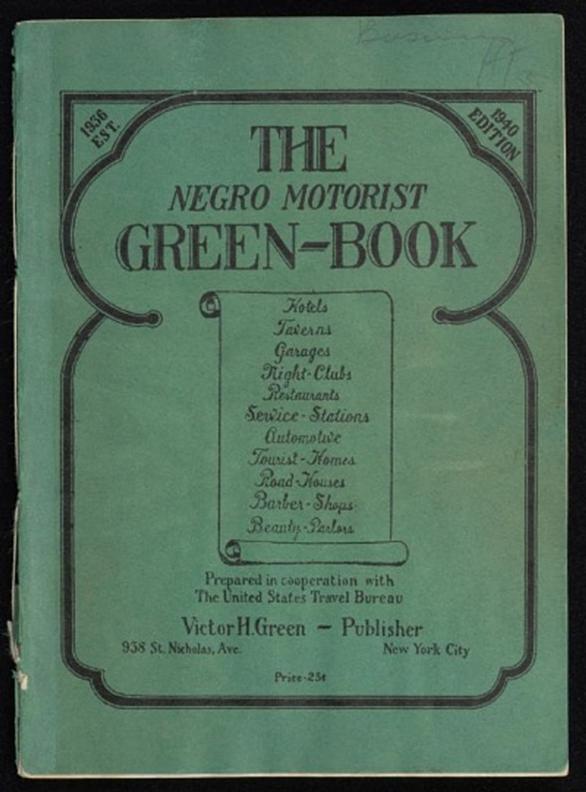 1936
EST.
1940
EDITION
THE
NEGRO MOTORIST
GREEN-BOOK
Hotels
Taverns
Garages
Night-Clubs
Restaurants
Service-Stations
Automotive
Tourist-Homes
Road-Houses
Barber-Shops
Beauty-Parlors
Prepared in cooperation with
The United States Travel Bureau
Victor H. Green - Publisher
938 St. Nicholas, Ave. New York City
Price-25¢